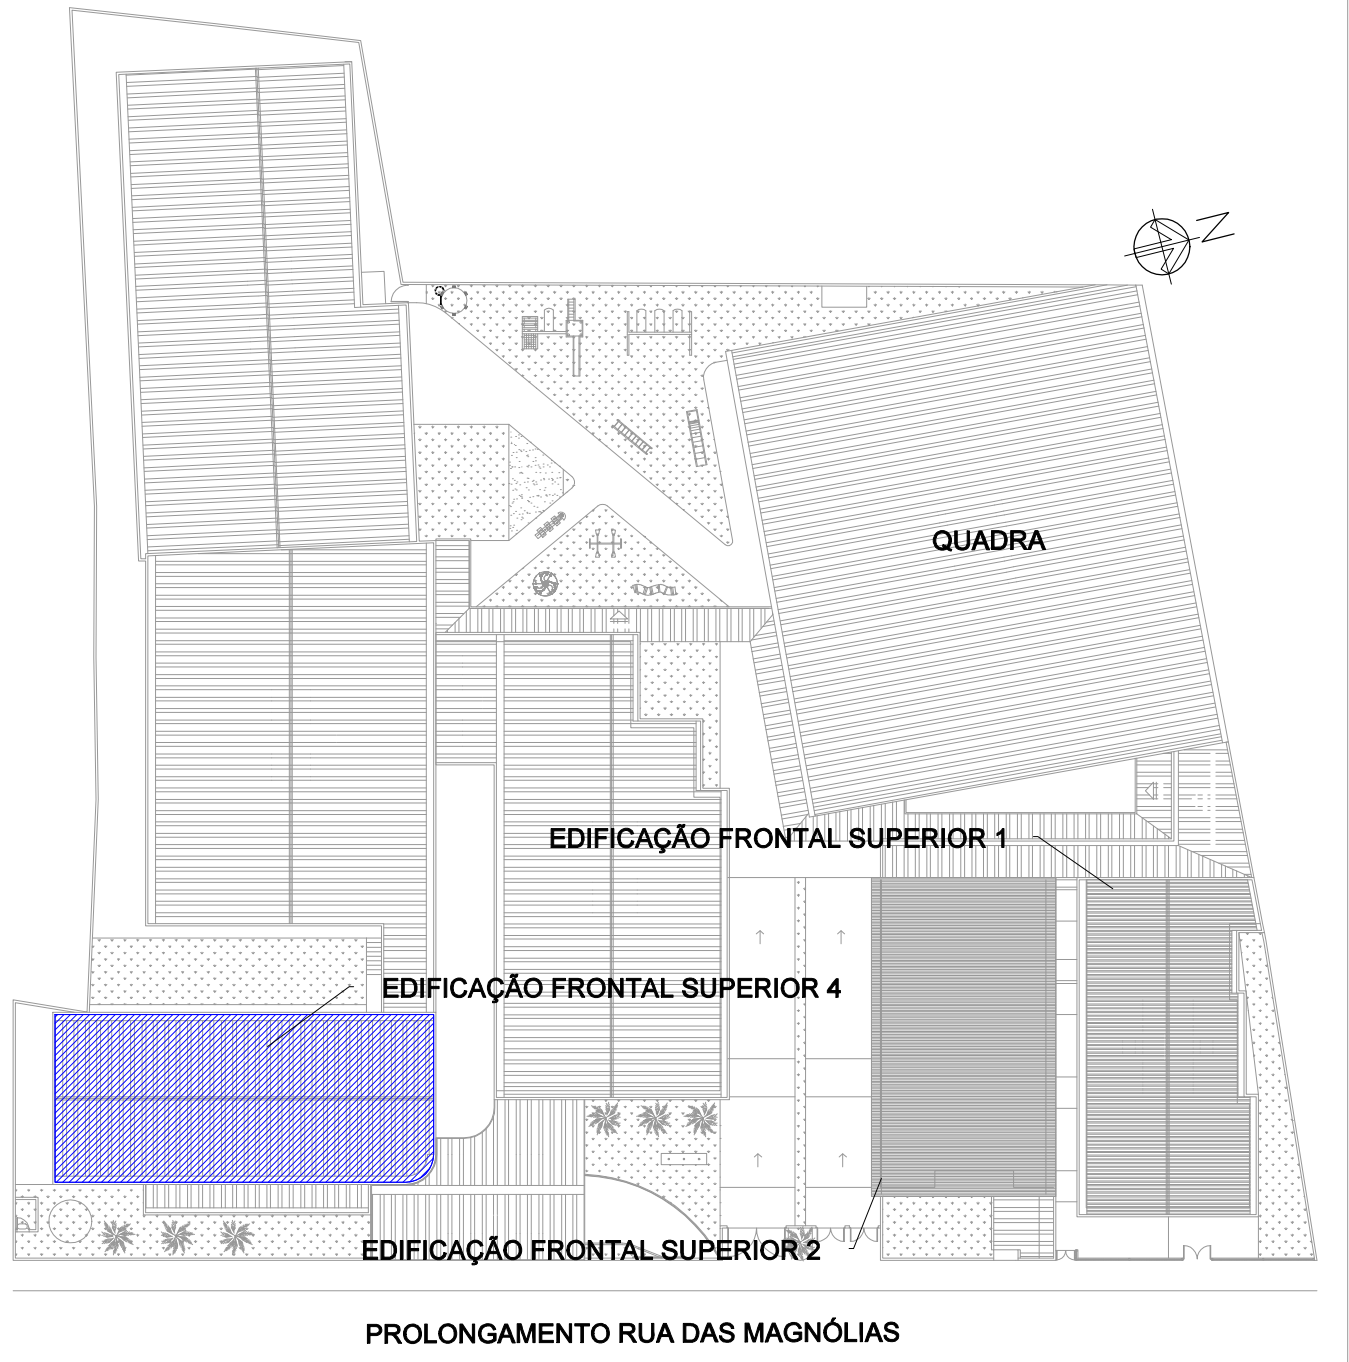 N
QUADRA
EDIFICAÇÃO FRONTAL SUPERIOR 1
EDIFICAÇÃO FRONTAL SUPERIOR 4
EDIFICAÇÃO FRONTAL SUPERIOR 2
PROLONGAMENTO RUA DAS MAGNÓLIAS